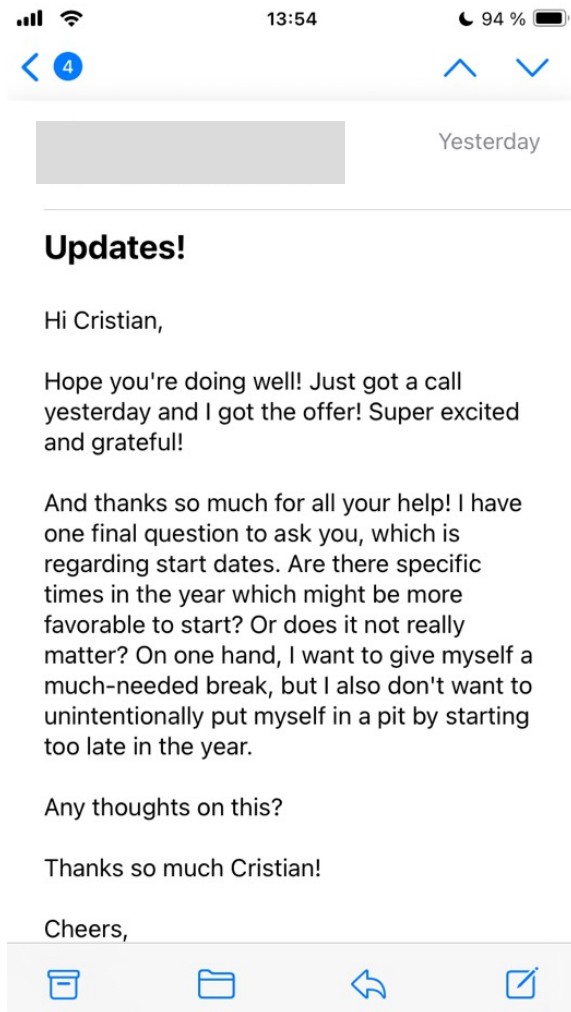 13:54
94 %
4
Yesterday
Updates!
Hi Cristian,
Hope you're doing well! Just got a call
yesterday and I got the offer! Super excited
and grateful!
And thanks so much for all your help! I have
one final question to ask you, which is
regarding start dates. Are there specific
times in the year which might be more
favorable to start? Or does it not really
matter? On one hand, I want to give myself a
much-needed break, but I also don't want to
unintentionally put myself in a pit by starting
too late in the year.
Any thoughts on this?
Thanks so much Cristian!
Cheers,